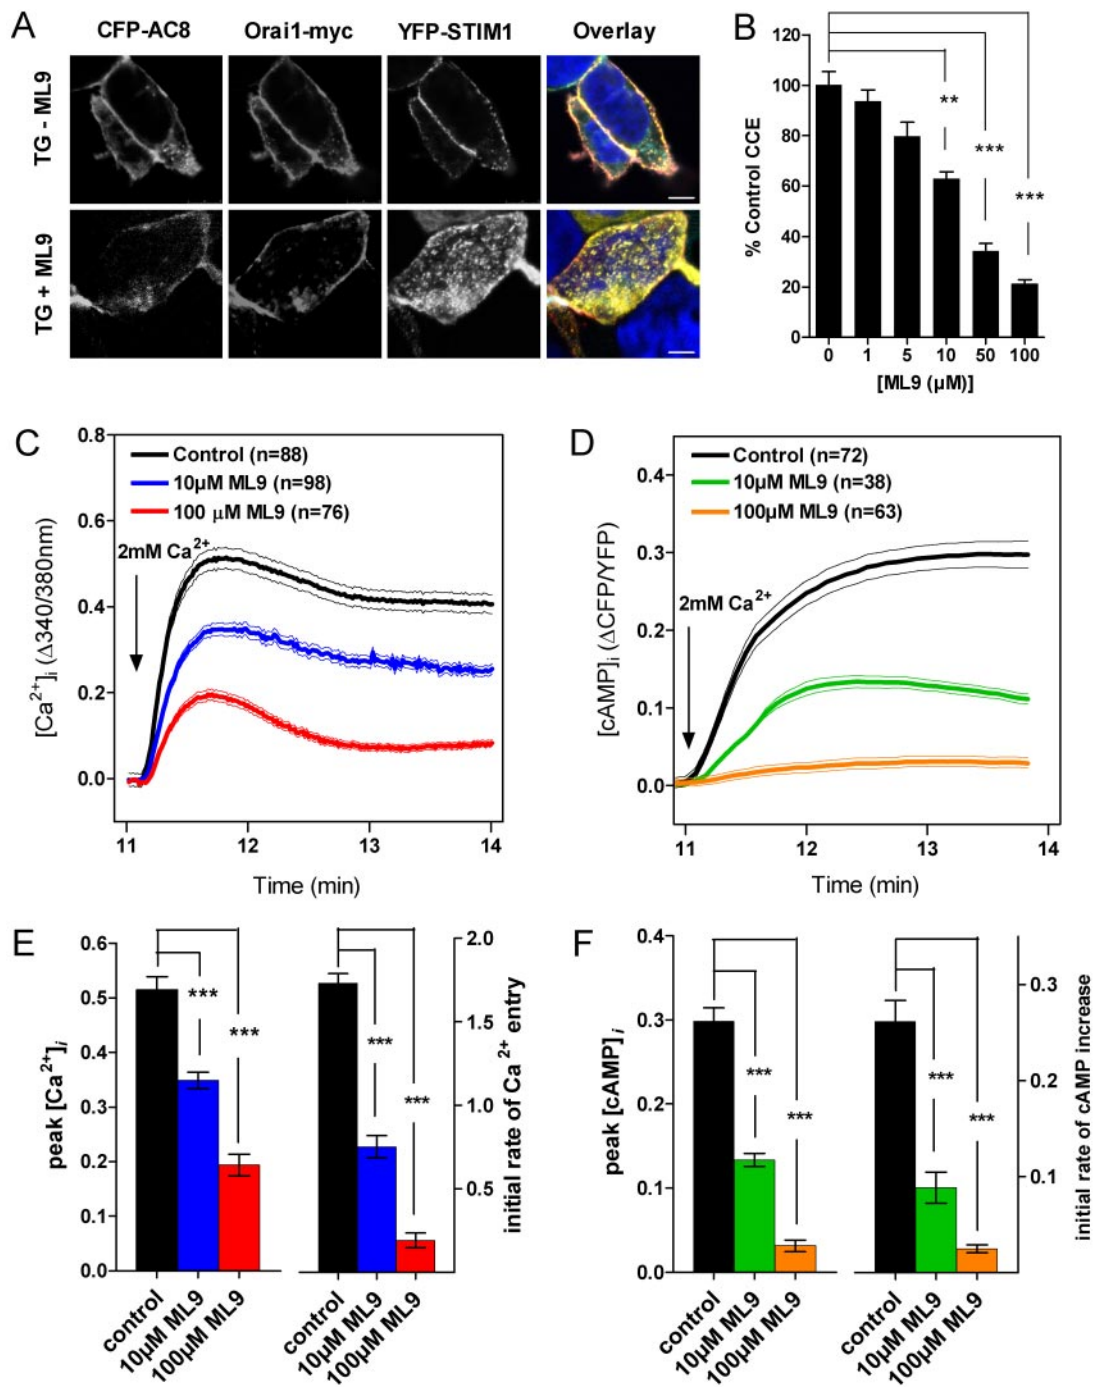 A
CFP-AC8 Orai1-myc YFP-STIM1 Overlay
TG - ML9
TG + ML9
B
% Control CCE
120
100
80
60
40
20
0
**
***
***
0 1 5 10 50 100
[ML9 (µM)]
C
[Ca2+]i (Δ340/380nm)
0.8
0.6
0.4
0.2
0.0
Control (n=88)
10µM ML9 (n=98)
100 µM ML9 (n=76)
2mM Ca2+
11 12 13 14
Time (min)
D
[cAMP]i (ΔCFP/YFP)
0.4
0.3
0.2
0.1
0.0
Control (n=72)
10µM ML9 (n=38)
100µM ML9 (n=63)
2mM Ca2+
11 12 13 14
Time (min)
E
peak [Ca2+]i
0.6
0.5
0.4
0.3
0.2
0.1
0.0
***
***
control
10µM ML9
100µM ML9
***
***
control
10µM ML9
100µM ML9
2.0
1.5
1.0
0.5
initial rate of Ca2+ entry
F
peak [cAMP]i
0.4
0.3
0.2
0.1
0.0
***
***
control
10µM ML9
100µM ML9
***
***
control
10µM ML9
100µM ML9
0.3
0.2
0.1
initial rate of cAMP increase